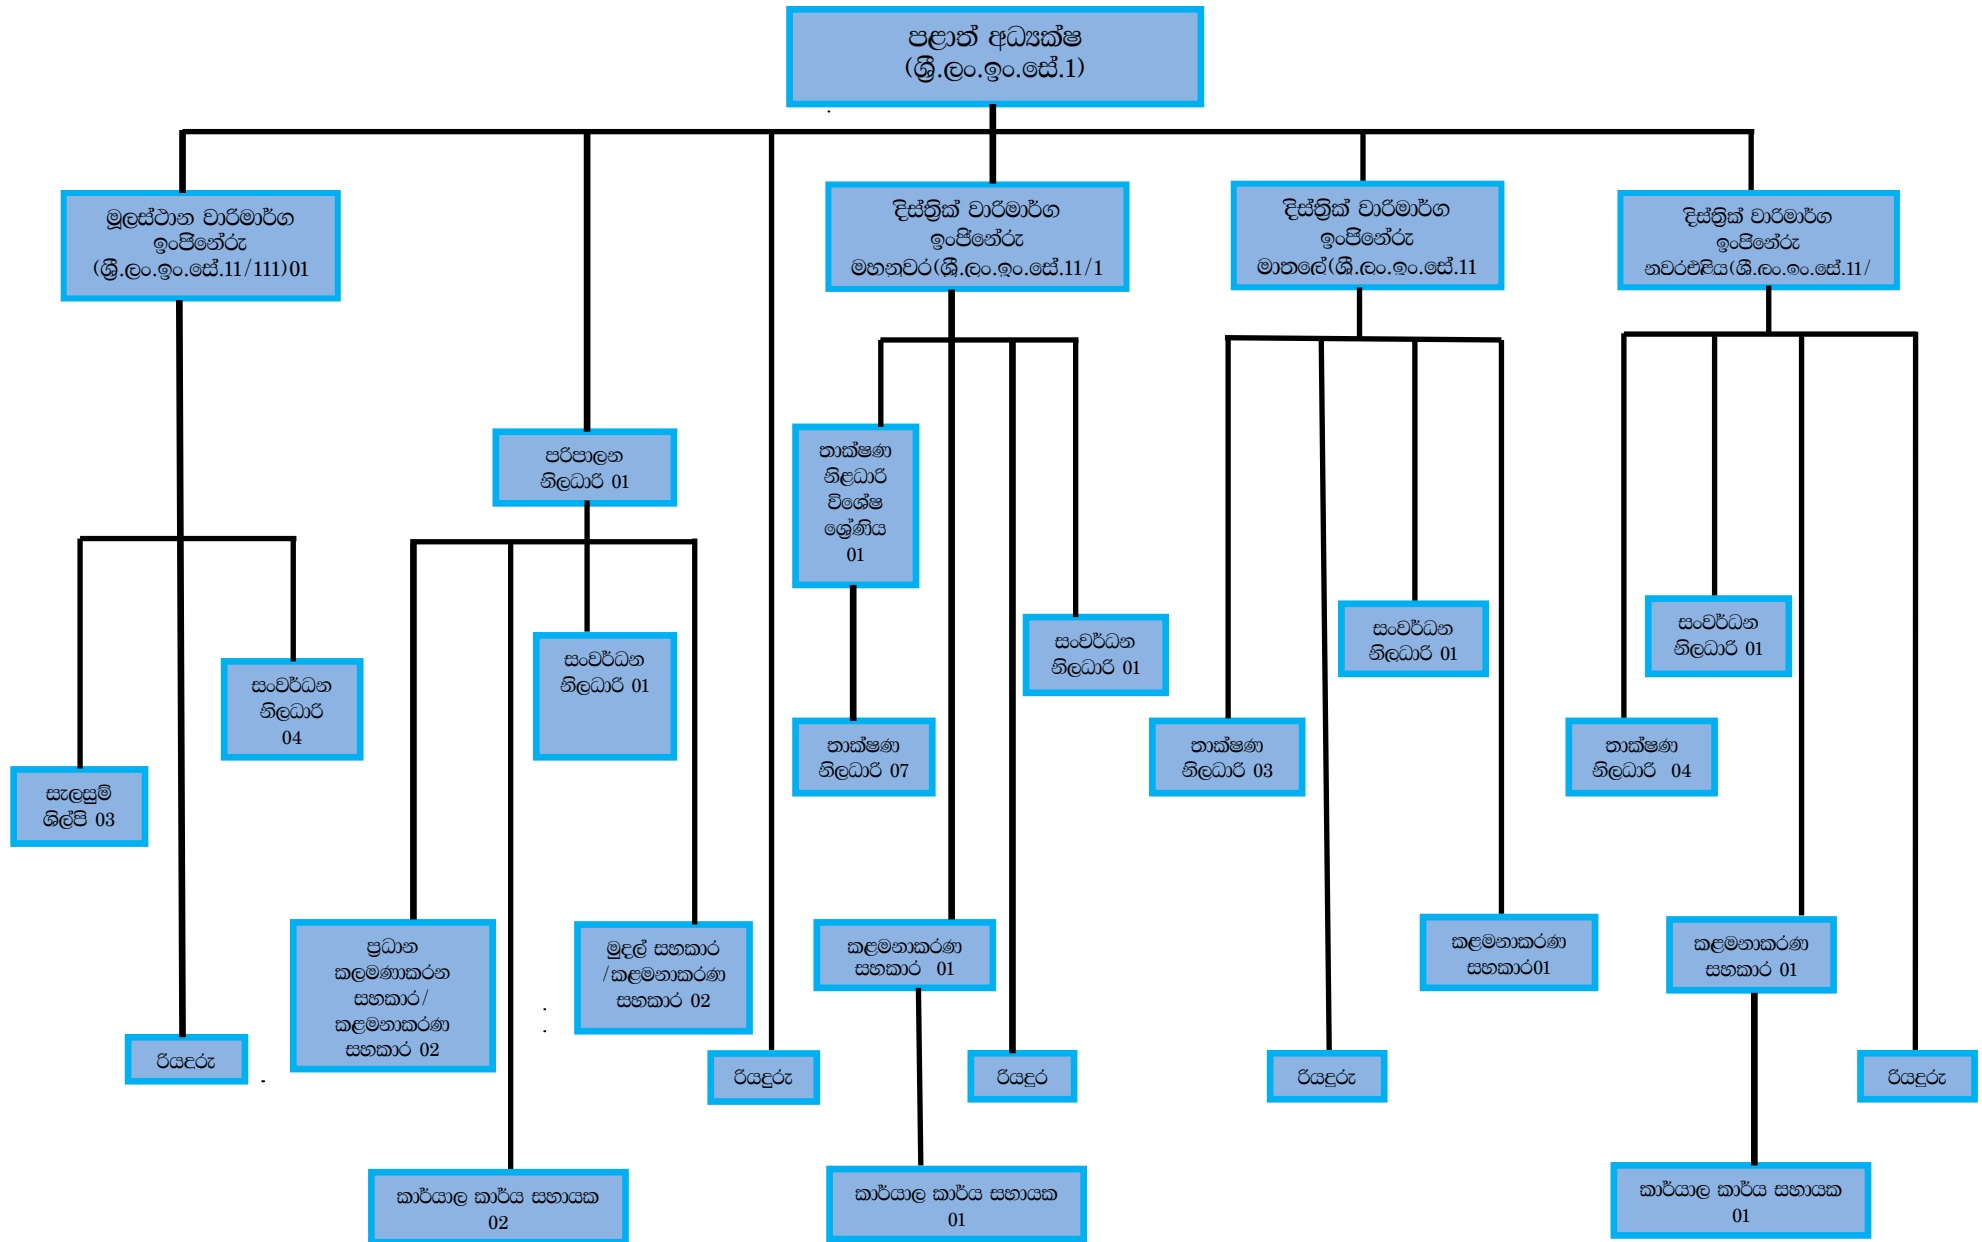 පළාත් අධ්‍යක්ෂ
(ශ්‍රී.ලං.ඉං.සේ.1)
මූලස්ථාන වාරිමාර්ග
ඉංජිනේරු
(ශ්‍රී.ලං.ඉං.සේ.11/111)01
දිස්ත්‍රික් වාරිමාර්ග
ඉංජිනේරු
මහනුවර(ශ්‍රී.ලං.ඉං.සේ.11/1
දිස්ත්‍රික් වාරිමාර්ග
ඉංජිනේරු
මාතලේ(ශ්‍රී.ලං.ඉං.සේ.11
දිස්ත්‍රික් වාරිමාර්ග
ඉංජිනේරු
නුවරඑළිය(ශ්‍රී.ලං.ඉං.සේ.11/
පරිපාලන
නිලධාරි 01
තාක්ෂණ
නිළධාරි
විශේෂ
ශ්‍රේණිය
01
සැලසුම්
ශිල්පි 03
සංවර්ධන
නිලධාරි
04
සංවර්ධන
නිලධාරි 01
තාක්ෂණ
නිලධාරි 07
සංවර්ධන
නිලධාරි 01
තාක්ෂණ
නිලධාරි 03
සංවර්ධන
නිලධාරි 01
තාක්ෂණ
නිලධාරි 04
සංවර්ධන
නිලධාරි 01
ප්‍රධාන
කලමණාකරන
සහකාර/
කළමනාකරණ
සහකාර 02
මුදල් සහකාර
/කළමනාකරණ
සහකාර 02
කළමනාකරණ
සහකාර 01
කළමනාකරණ
සහකාර01
කළමනාකරණ
සහකාර 01
රියදුරු
රියදුරු
රියදුර
රියදුරු
රියදුරු
කාර්යාල කාර්ය සහායක
02
කාර්යාල කාර්ය සහායක
01
කාර්යාල කාර්ය සහායක
01